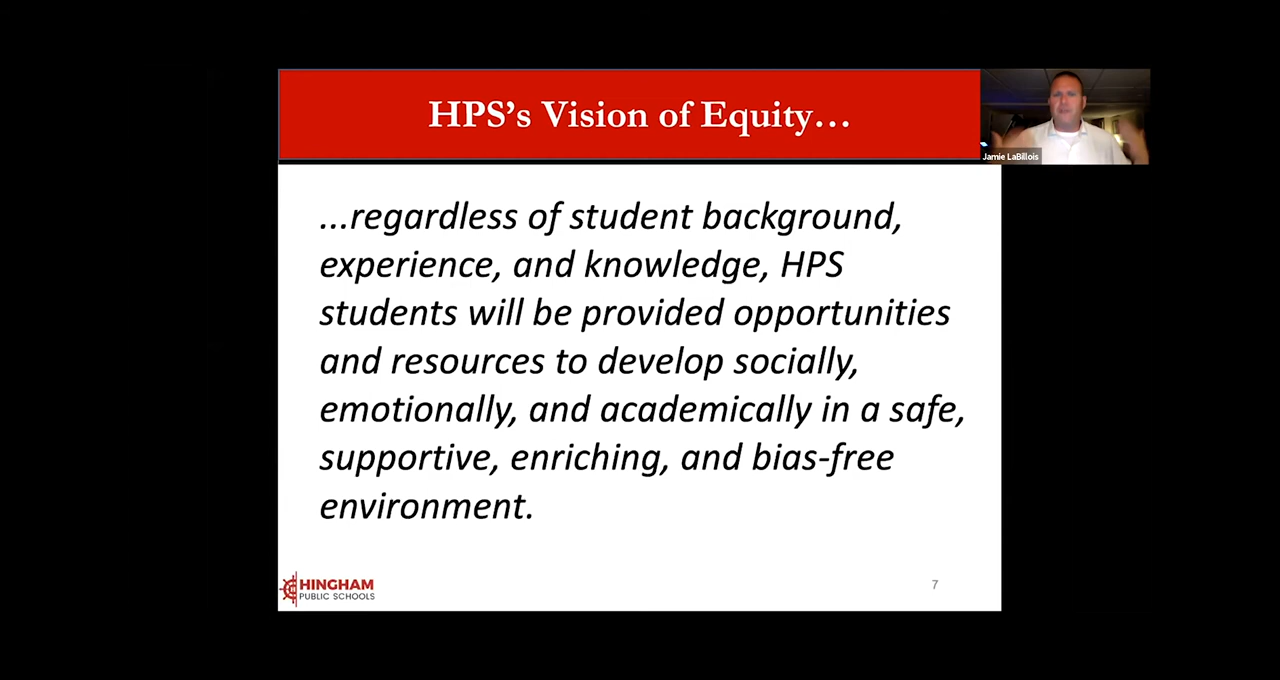 HPS's Vision of Equity...
Jamie LaBillois
...regardless of student background,
experience, and knowledge, HPS
students will be provided opportunities
and resources to develop socially,
emotionally, and academically in a safe,
supportive, enriching, and bias-free
environment.
HINGHAM
PUBLIC SCHOOLS
7